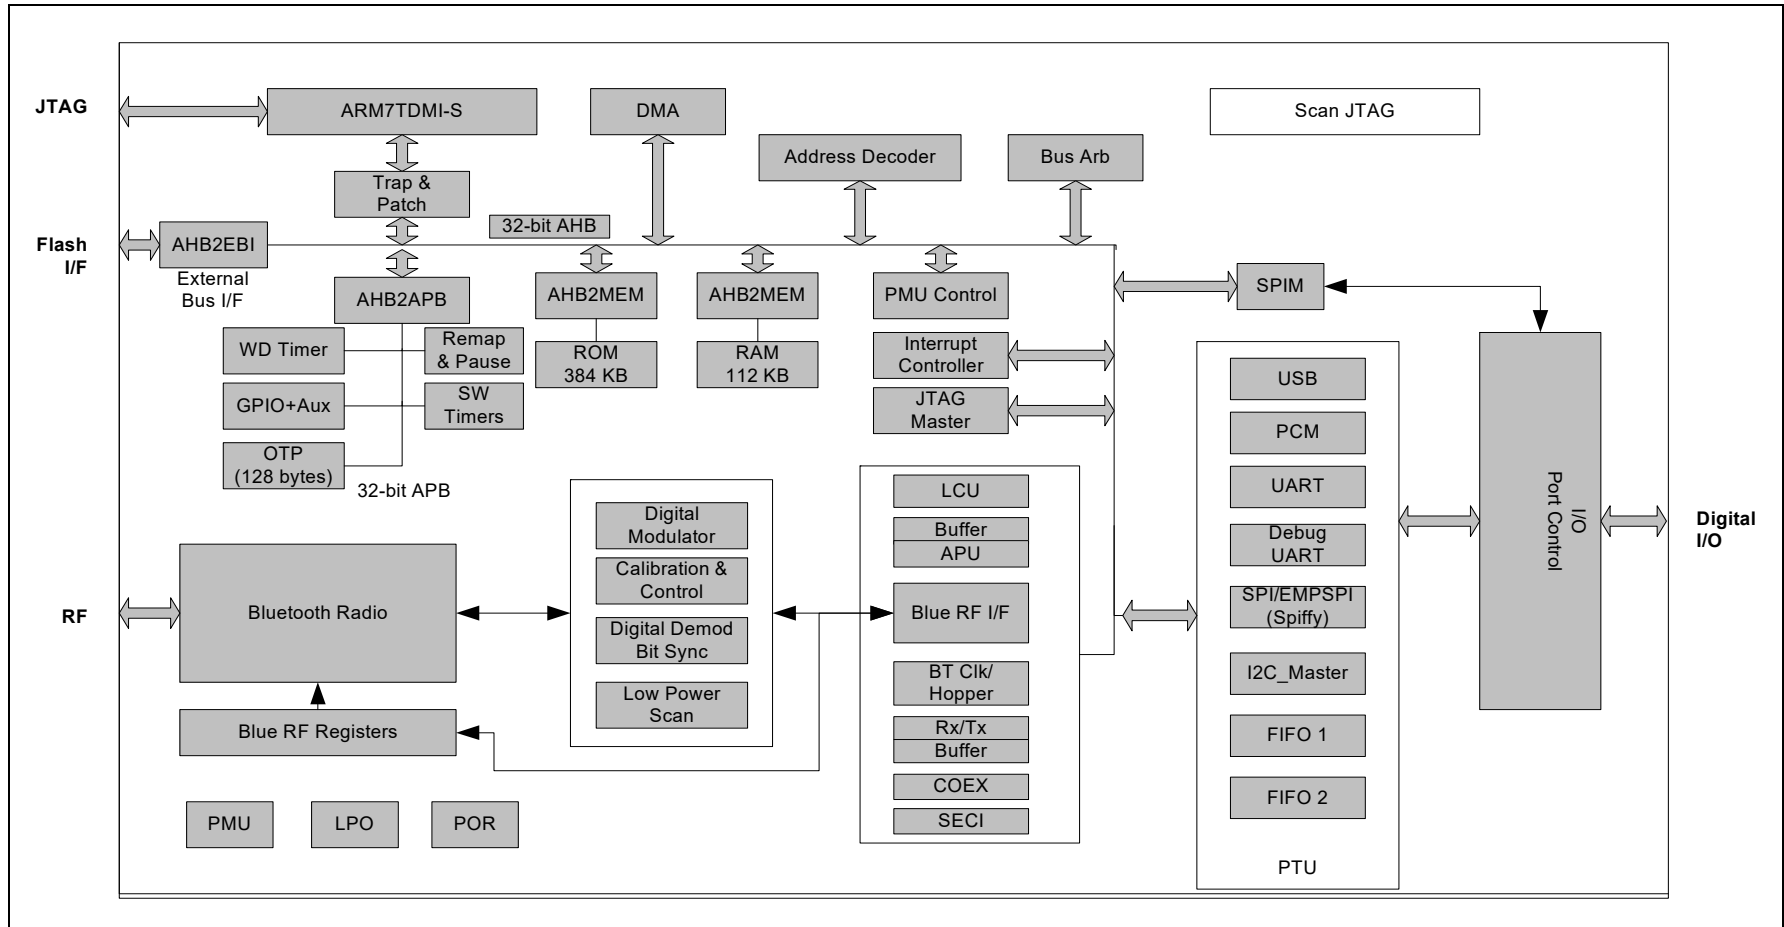 JTAG
ARM7TDMI-S
DMA
Scan JTAG
Address Decoder
Bus Arb
Trap &
Patch
32-bit AHB
Flash
I/F
AHB2EBI
External
Bus I/F
AHB2APB
AHB2MEM
AHB2MEM
PMU Control
SPIM
WD Timer
Remap
& Pause
ROM
384 KB
RAM
112 KB
Interrupt
Controller
GPIO+Aux
SW
Timers
JTAG
Master
OTP
(128 bytes)
32-bit APB
USB
PCM
UART
Debug
UART
SPI/EMPSPI
(Spiffy)
I2C_Master
FIFO 1
FIFO 2
PTU
I/O
Port Control
Digital
I/O
LCU
Buffer
APU
Blue RF I/F
BT Clk/
Hopper
Rx/Tx
Buffer
COEX
SECI
Digital
Modulator
Calibration &
Control
Digital Demod
Bit Sync
Low Power
Scan
RF
Bluetooth Radio
Blue RF Registers
PMU
LPO
POR